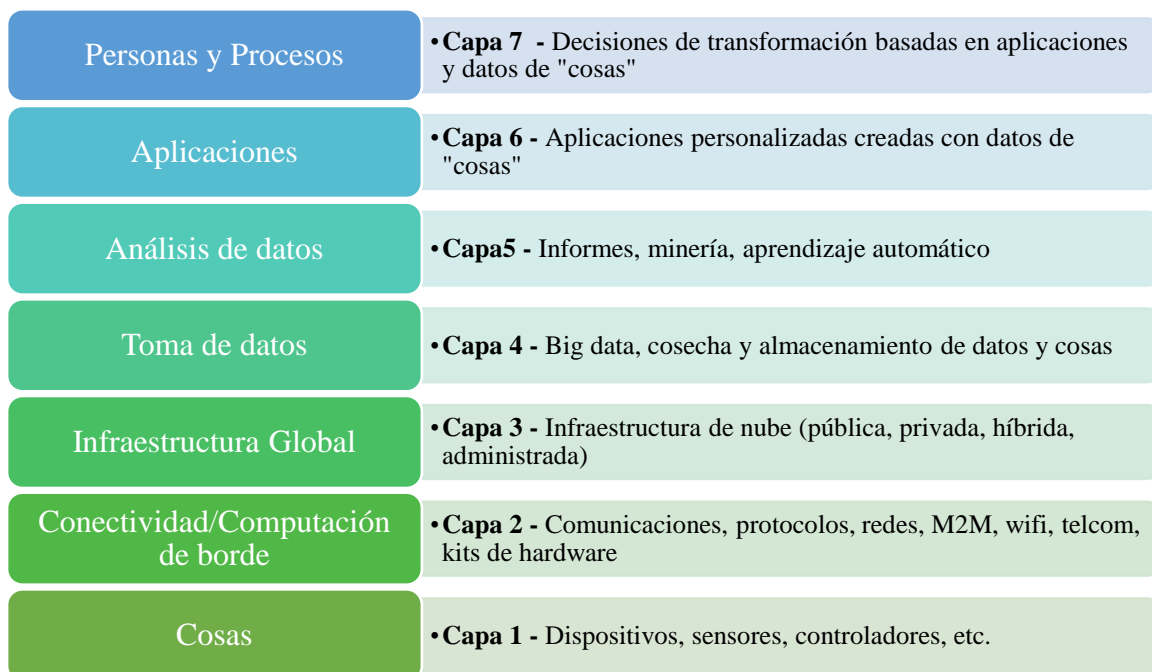 Personas y Procesos
•Capa 7 - Decisiones de transformación basadas en aplicaciones
y datos de "cosas"
Aplicaciones
•Capa 6 - Aplicaciones personalizadas creadas con datos de
"cosas"
Análisis de datos
•Capa5 - Informes, minería, aprendizaje automático
Toma de datos
•Capa 4 - Big data, cosecha y almacenamiento de datos y cosas
Infraestructura Global
•Capa 3 - Infraestructura de nube (pública, privada, híbrida,
administrada)
Conectividad/Computación
de borde
•Capa 2 - Comunicaciones, protocolos, redes, M2M, wifi, telcom,
kits de hardware
Cosas
•Capa 1 - Dispositivos, sensores, controladores, etc.